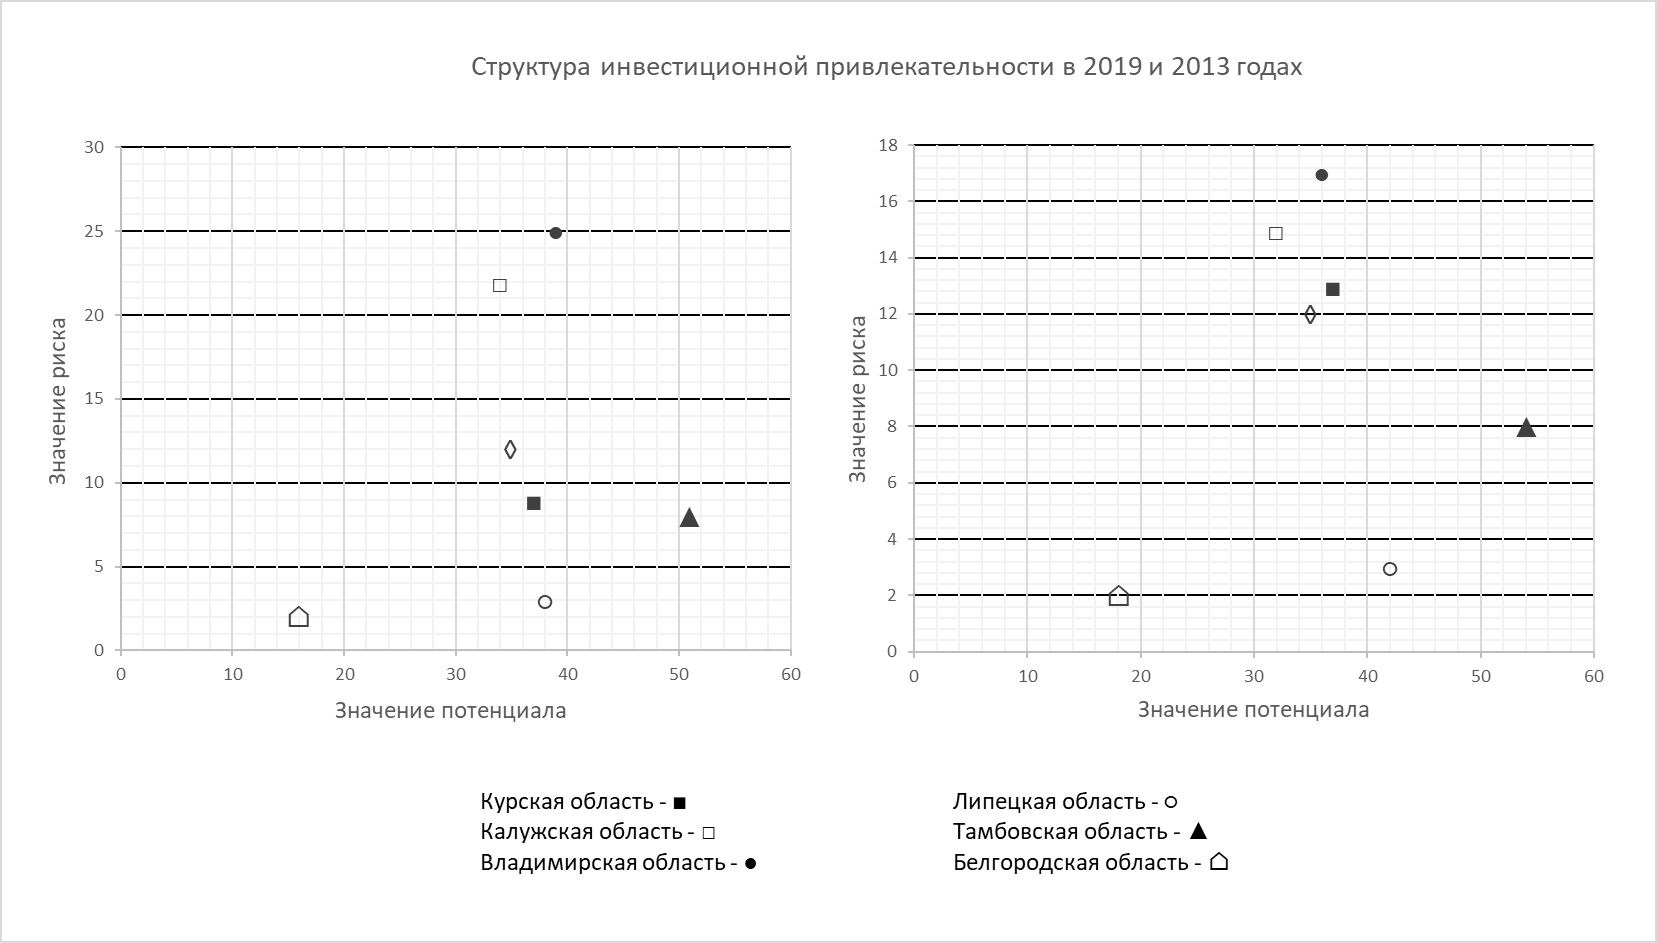 Структура инвестиционной привлекательности в 2019 и 2013 годах
Значение риска
30
25
20
15
10
5
0
0 10 20 30 40 50 60
Значение потенциала
Значение риска
18
16
14
12
10
8
6
4
2
0
0 10 20 30 40 50 60
Значение потенциала
Курская область - ■
Калужская область - □
Владимирская область - ●
Липецкая область - ○
Тамбовская область - ▲
Белгородская область -